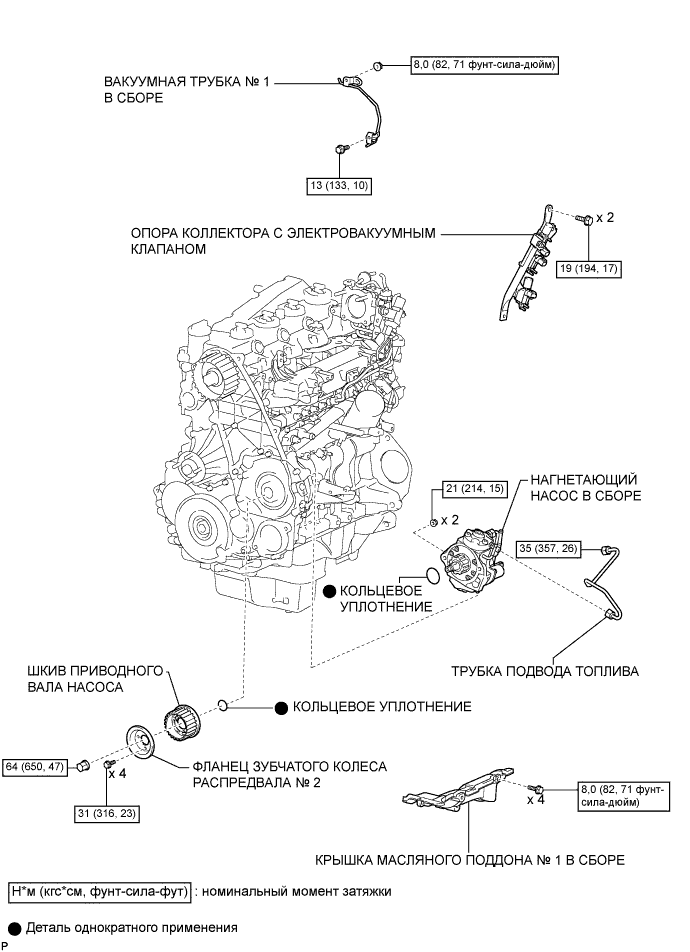 8,0 (82, 71 фунт-сила-дюйм)
ВАКУУМНАЯ ТРУБКА № 1
В СБОРЕ
13 (133, 10)
ОПОРА КОЛЛЕКТОРА С ЭЛЕКТРОВАКУУМНЫМ
КЛАПАНОМ
x 2
19 (194, 17)
НАГНЕТАЮЩИЙ
НАСОС В СБОРЕ
21 (214, 15)
x 2
35 (357, 26)
КОЛЬЦЕВОЕ
УПЛОТНЕНИЕ
ТРУБКА ПОДВОДА ТОПЛИВА
ШКИВ ПРИВОДНОГО
ВАЛА НАСОСА
КОЛЬЦЕВОЕ УПЛОТНЕНИЕ
64 (650, 47)
x 4
ФЛАНЕЦ ЗУБЧАТОГО КОЛЕСА
РАСПРЕДВАЛА № 2
31 (316, 23)
x 4
8,0 (82, 71 фунт-
сила-дюйм)
КРЫШКА МАСЛЯНОГО ПОДДОНА № 1 В СБОРЕ
Н*м (кгс*см, фунт-сила-фут) : номинальный момент затяжки
Деталь однократного применения
P